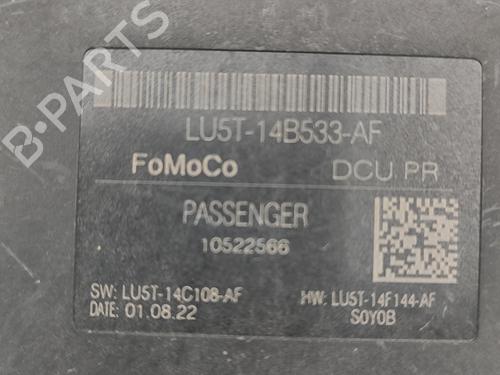 B-PARTS
LU5T-14B533-AF
FoMoCo DCU PR
PASSENGER
10522566
SW: LU5T-14C108-AF HW: LU5T-14F144-AF
DATE: 01.08.22 S0Y0B